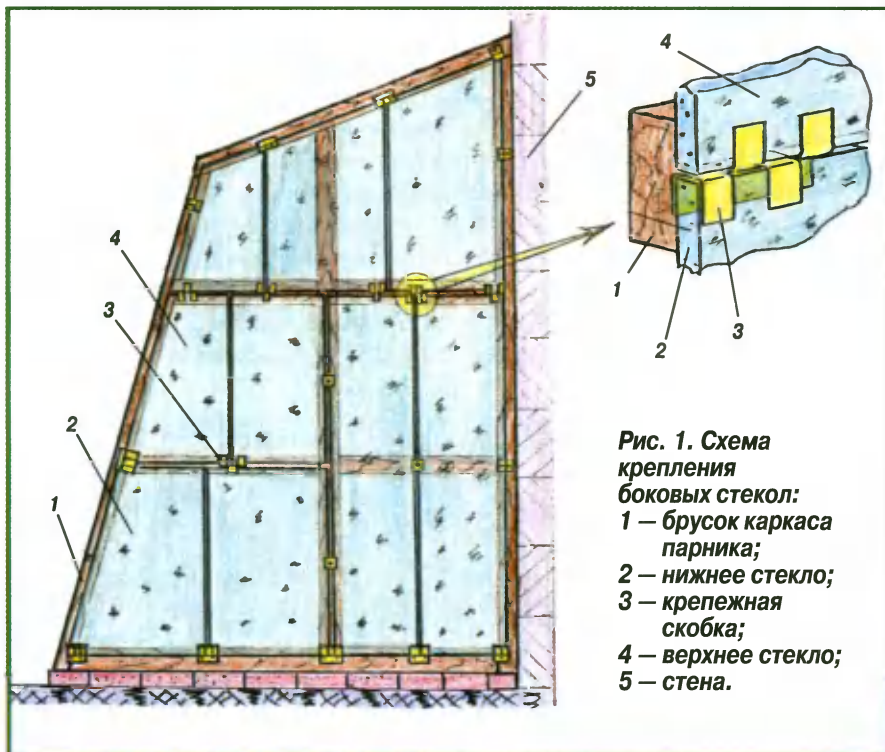 4
5
1
2
3
4
3
2
1
Рис. 1. Схема
крепления
боковых стекол:
1 – брусок каркаса
парника;
2 – нижнее стекло;
3 – крепежная
скобка;
4 – верхнее стекло;
5 – стена.